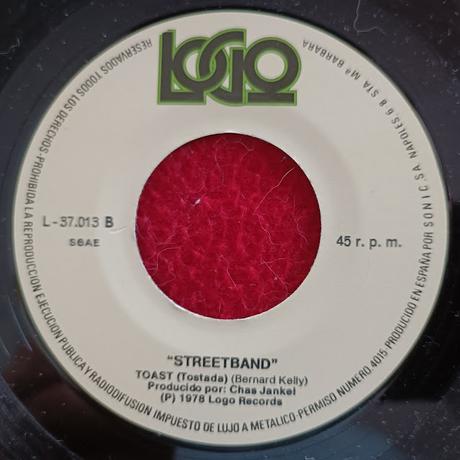 LOGO
L-37.013 B
SGAE
45 r. p. m.
"STREETBAND"
TOAST (Tostada) (Bernard Kelly)
Producido por: Chas Jankel
(P) 1978 Logo Records
RESERVADOS TODOS LOS DERECHOS-PROHIBIDA LA REPRODUCCION EJECUCION PUBLICA Y RADIODIFUSION IMPUESTO DE LUJO A METALICO-PERMISO NUMERO 4015 PRODUCIDO EN ESPAÑA POR S O N I C, S.A. NAPOLES, 6 8 STA Mª BARBARA